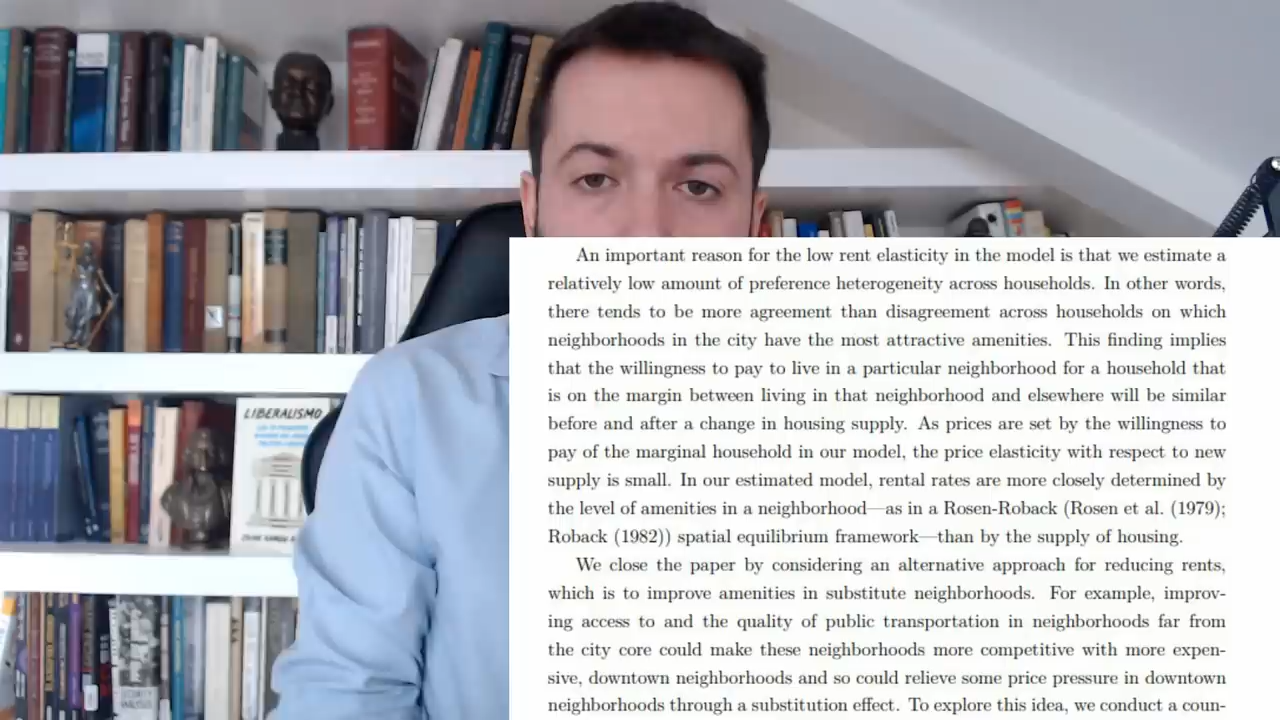 LIBERALISMO
An important reason for the low rent elasticity in the model is that we estimate a
relatively low amount of preference heterogeneity across households. In other words,
there tends to be more agreement than disagreement across households on which
neighborhoods in the city have the most attractive amenities. This finding implies
that the willingness to pay to live in a particular neighborhood for a household that
is on the margin between living in that neighborhood and elsewhere will be similar
before and after a change in housing supply. As prices are set by the willingness to
pay of the marginal household in our model, the price elasticity with respect to new
supply is small. In our estimated model, rental rates are more closely determined by
the level of amenities in a neighborhood—as in a Rosen-Roback (Rosen et al. (1979);
Roback (1982)) spatial equilibrium framework—than by the supply of housing.
We close the paper by considering an alternative approach for reducing rents,
which is to improve amenities in substitute neighborhoods. For example, improv-
ing access to and the quality of public transportation in neighborhoods far from
the city core could make these neighborhoods more competitive with more expen-
sive, downtown neighborhoods and so could relieve some price pressure in downtown
neighborhoods through a substitution effect. To explore this idea, we conduct a coun-